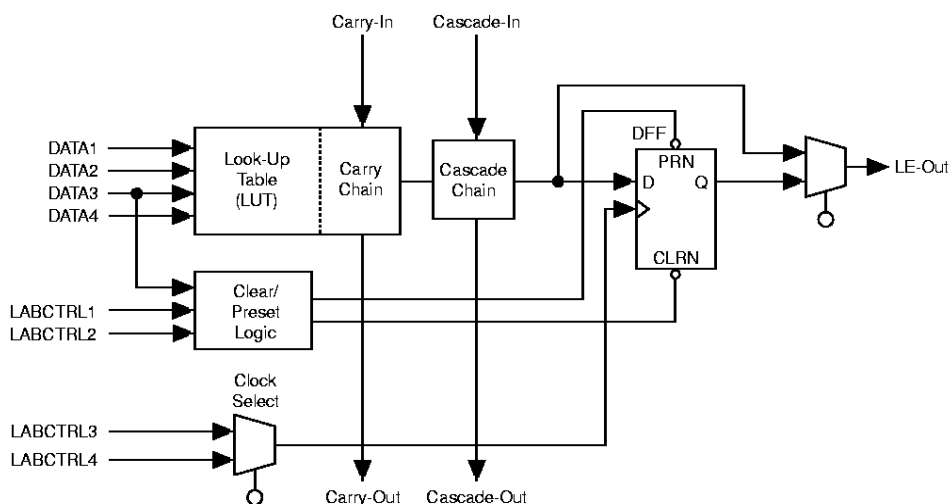 Carry-In
Cascade-In
DATA1
DATA2
DATA3
DATA4
Look-Up
Table
(LUT)
Carry
Chain
Cascade
Chain
DFF
PRN
D
Q
CLRN
LE-Out
LABCTRL1
LABCTRL2
Clear/
Preset
Logic
Clock
Select
LABCTRL3
LABCTRL4
Carry-Out
Cascade-Out